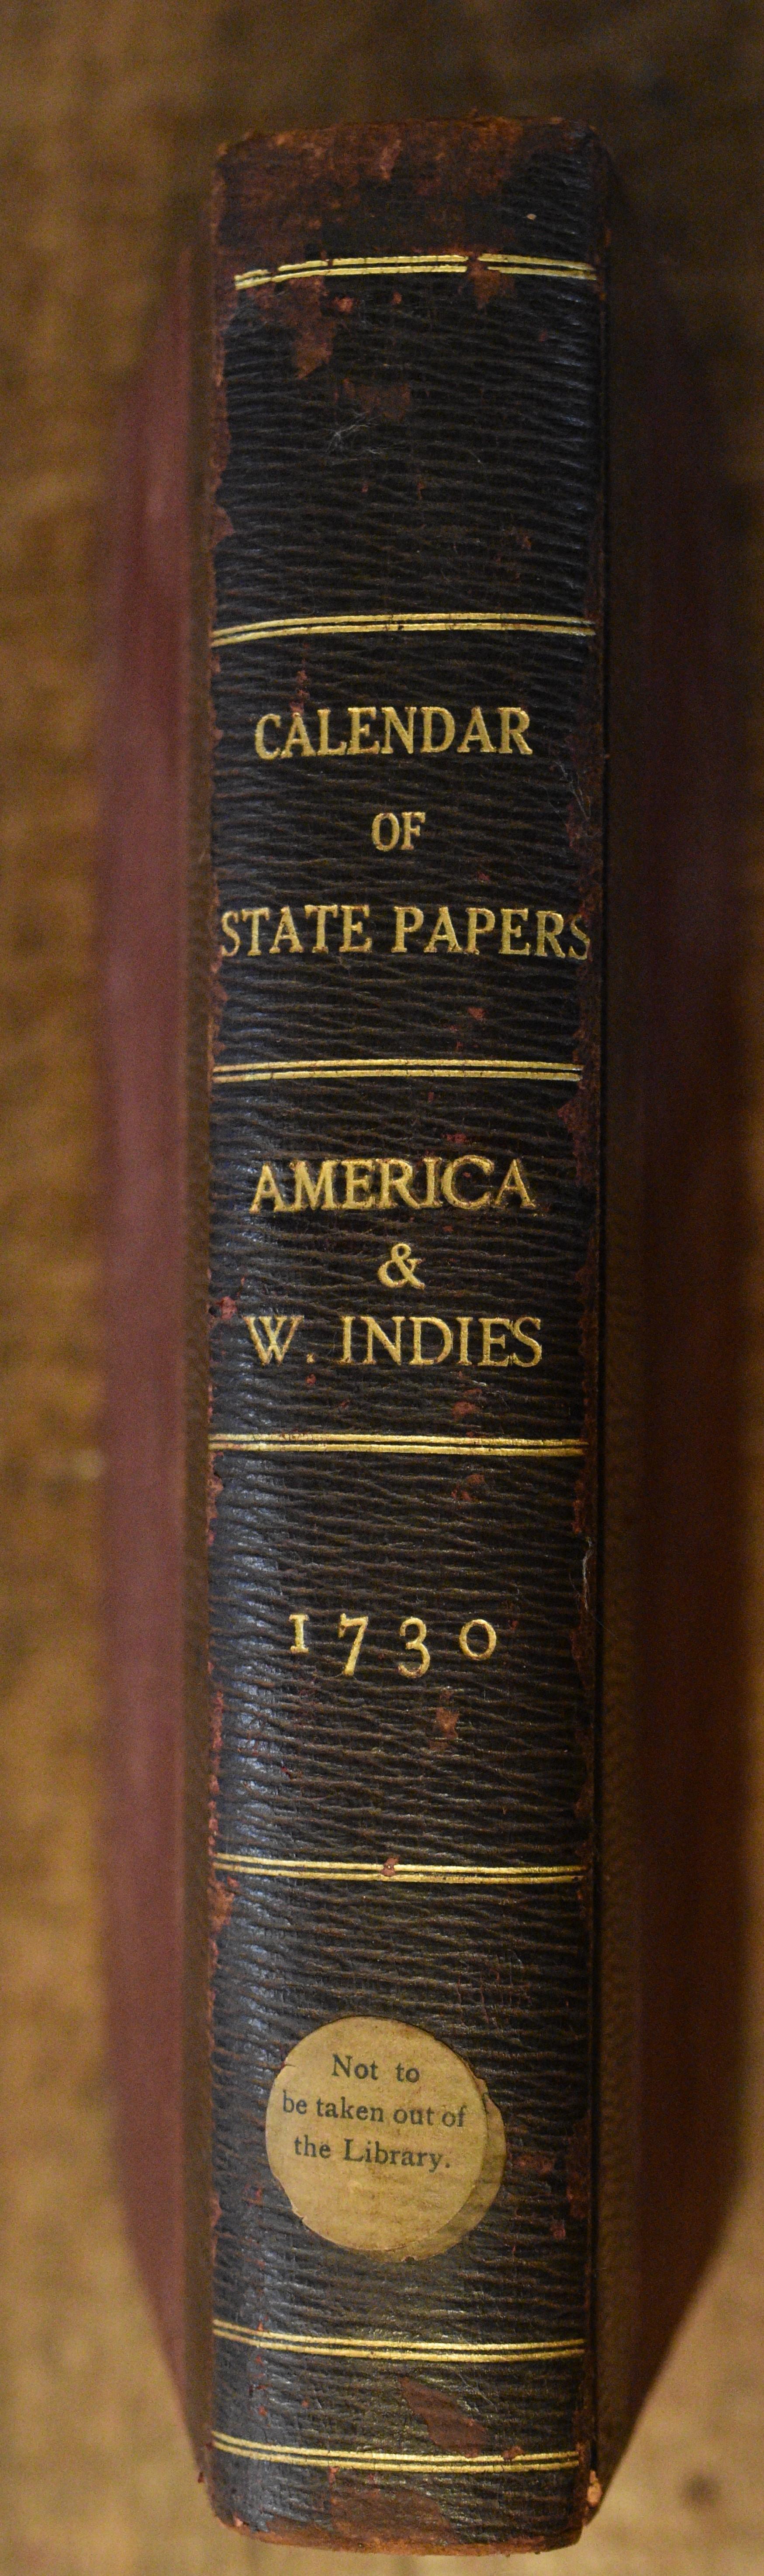 CALENDAR
OF
STATE PAPERS
AMERICA
&
W. INDIES
1730
Not to
be taken out of
the Library.